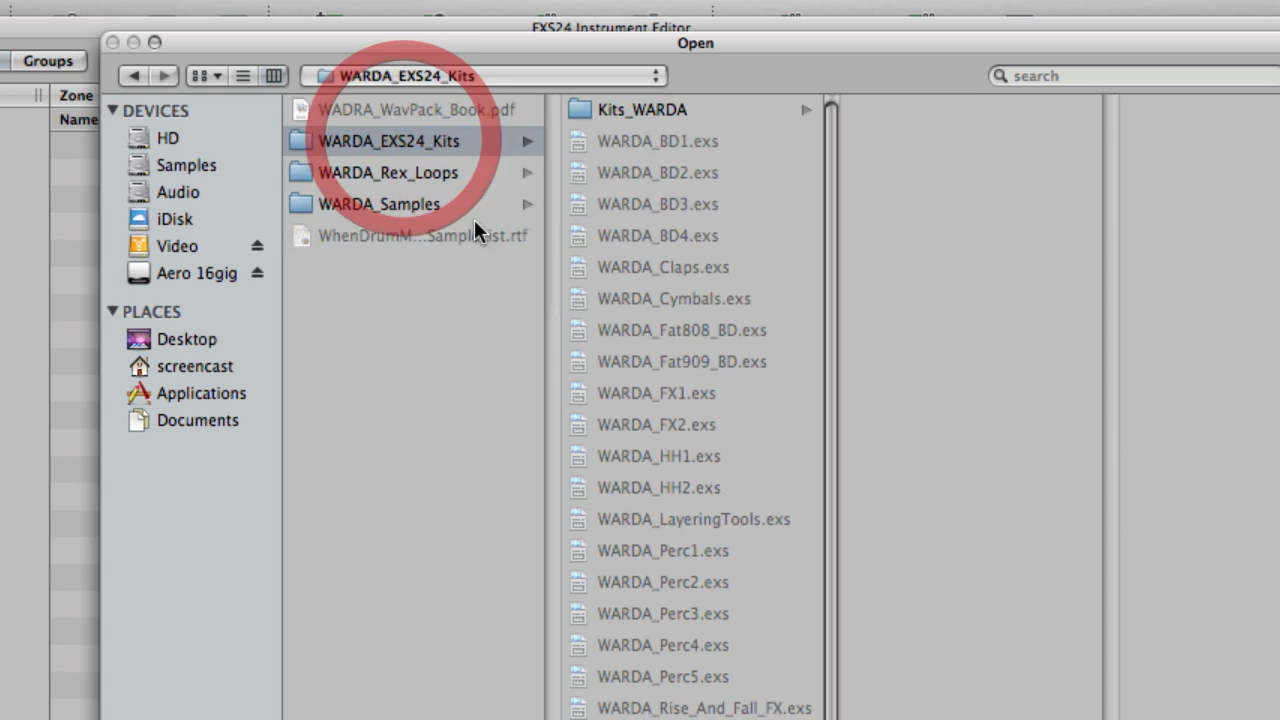 EXS24 Instrument Editor
Open
Groups
WARDA_EXS24_Kits
search
Zone
Name
DEVICES
HD
Samples
Audio
iDisk
Video
Aero 16gig
PLACES
Desktop
screencast
Applications
Documents
WADRA_WavPack_Book.pdf
WARDA_EXS24_Kits
WARDA_Rex_Loops
WARDA_Samples
WhenDrumM...SampleList.rtf
Kits_WARDA
WARDA_BD1.exs
WARDA_BD2.exs
WARDA_BD3.exs
WARDA_BD4.exs
WARDA_Claps.exs
WARDA_Cymbals.exs
WARDA_Fat808_BD.exs
WARDA_Fat909_BD.exs
WARDA_FX1.exs
WARDA_FX2.exs
WARDA_HH1.exs
WARDA_HH2.exs
WARDA_LayeringTools.exs
WARDA_Perc1.exs
WARDA_Perc2.exs
WARDA_Perc3.exs
WARDA_Perc4.exs
WARDA_Perc5.exs
WARDA_Rise_And_Fall_FX.exs